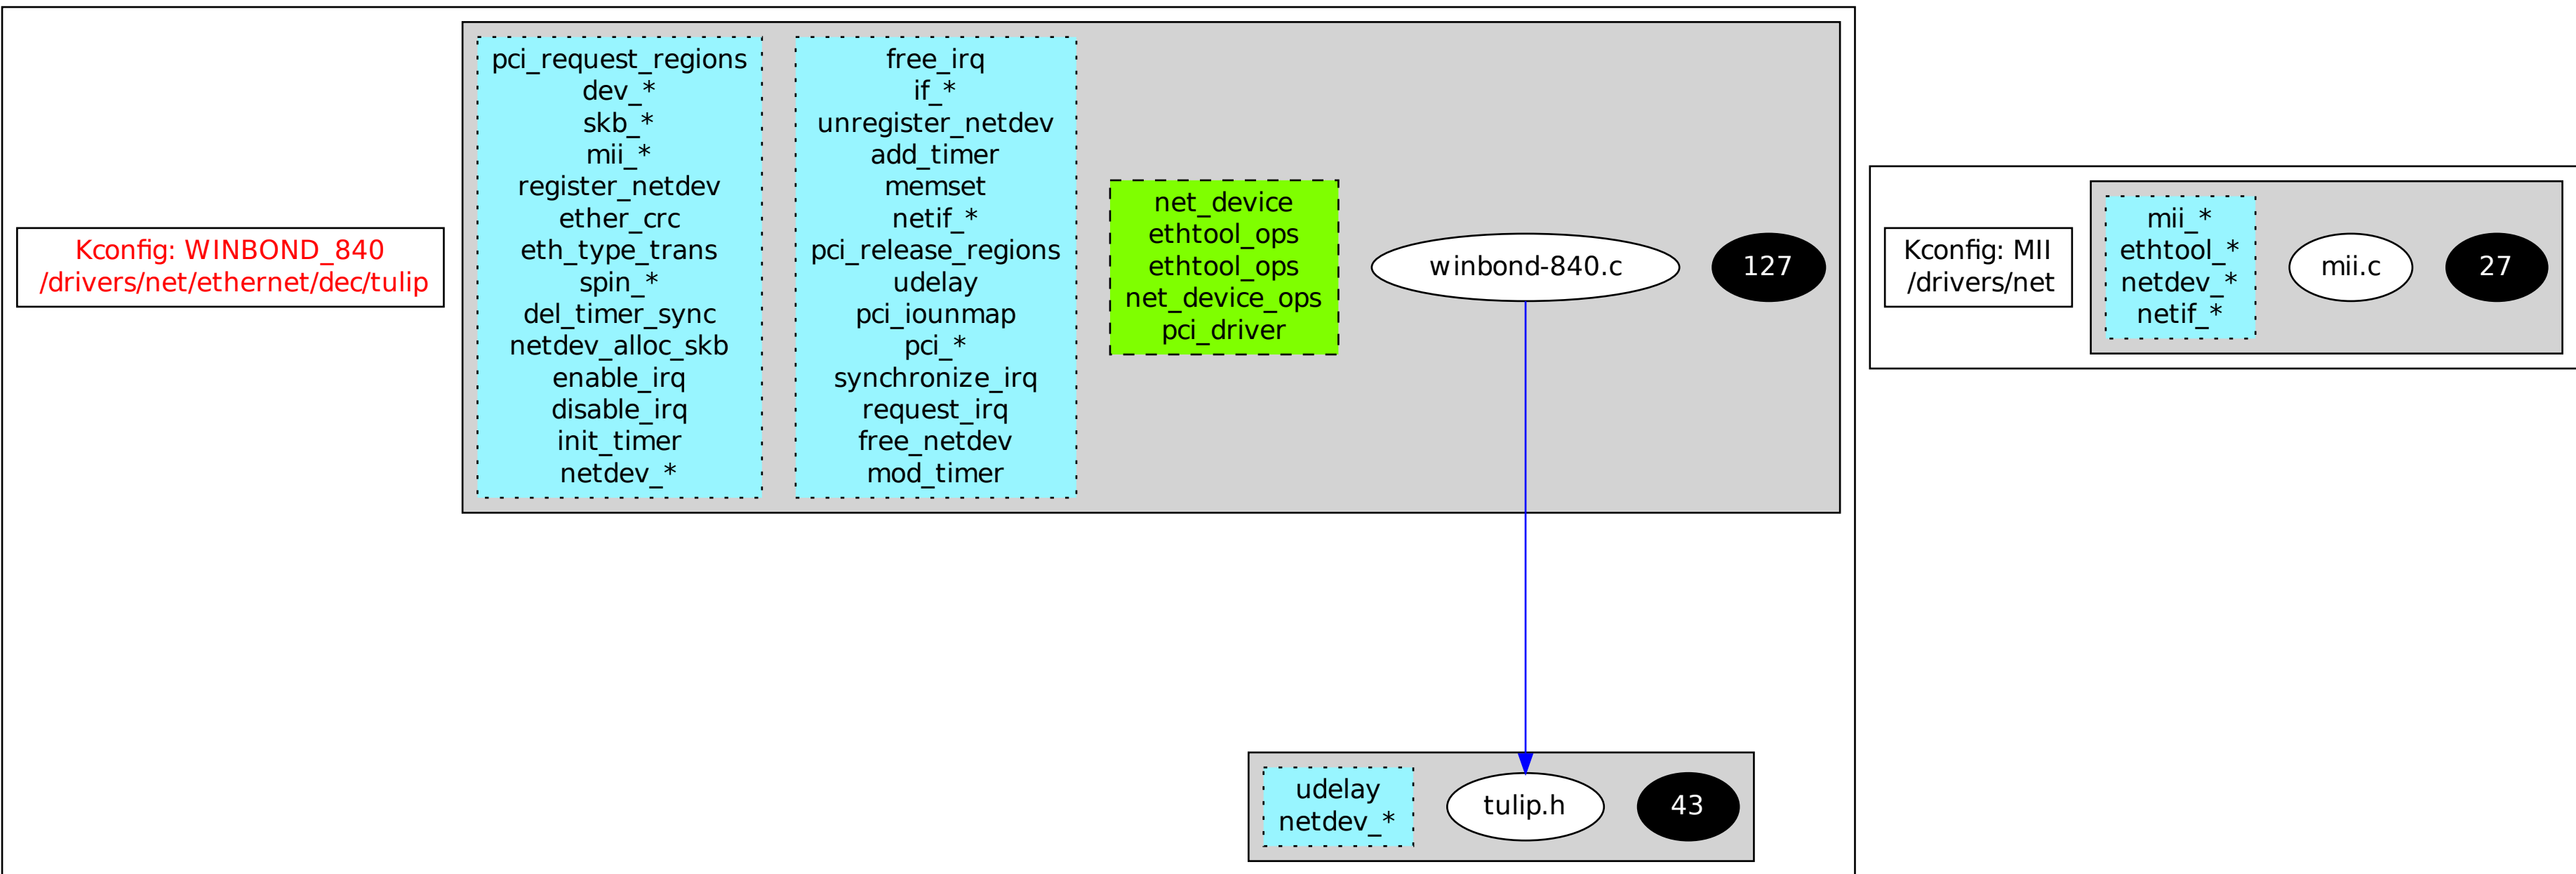 Kconfig: WINBOND_840
/drivers/net/ethernet/dec/tulip
pci_request_regions
dev_*
skb_*
mii_*
register_netdev
ether_crc
eth_type_trans
spin_*
del_timer_sync
netdev_alloc_skb
enable_irq
disable_irq
init_timer
netdev_*
free_irq
if_*
unregister_netdev
add_timer
memset
netif_*
pci_release_regions
udelay
pci_iounmap
pci_*
synchronize_irq
request_irq
free_netdev
mod_timer
net_device
ethtool_ops
ethtool_ops
net_device_ops
pci_driver
winbond-840.c
127
udelay
netdev_*
tulip.h
43
Kconfig: MII
/drivers/net
mii_*
ethtool_*
netdev_*
netif_*
mii.c
27